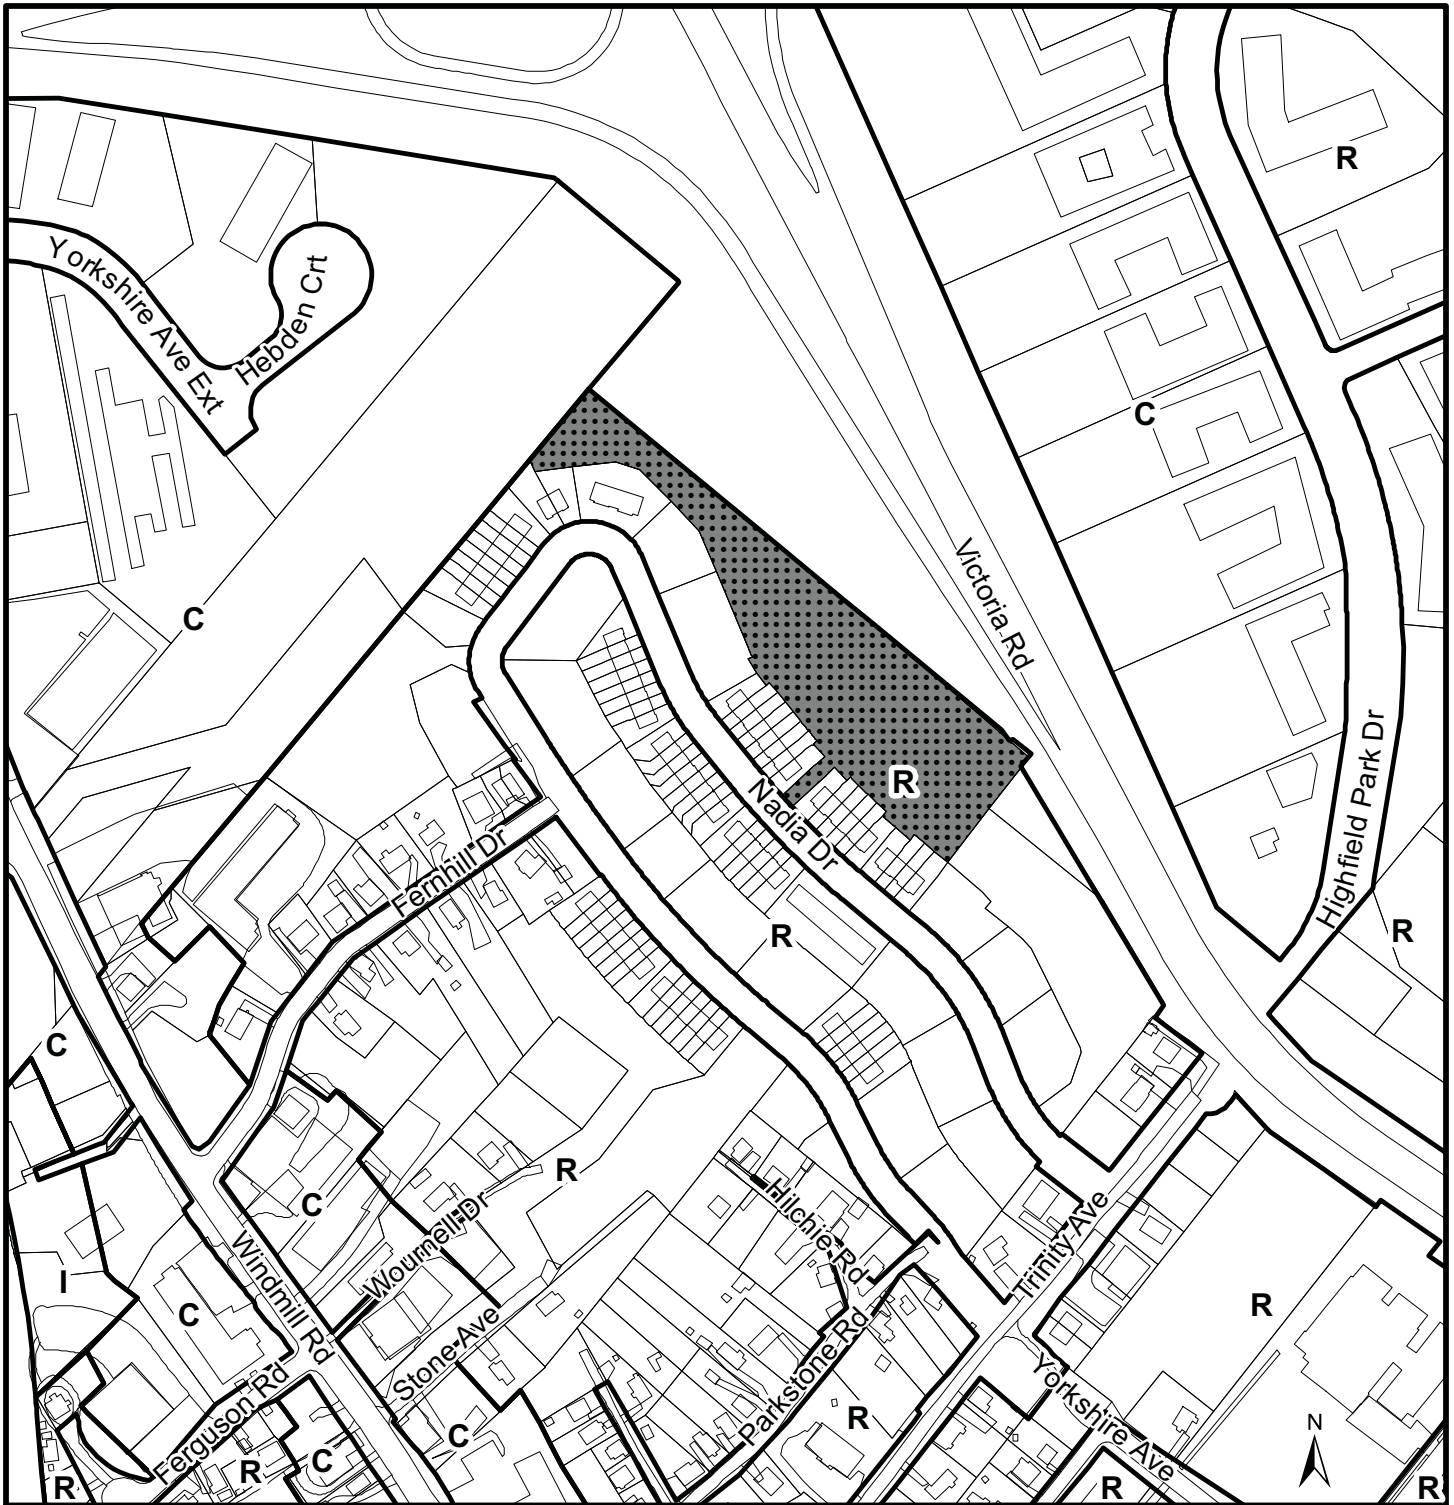 R
Yorkshire Ave Ext
Hebden Crt
C
Victoria Rd
C
Highfield Park Dr
R
Nadia Dr
Fernhill Dr
R
R
C
R
C
Wournell Dr
Hilchie Rd
Trinity Ave
I
C
Windmill Rd
R
Stone Ave
Parkstone Rd
Yorkshire Ave
Ferguson Rd
R
C
N
R
R
C
R
R